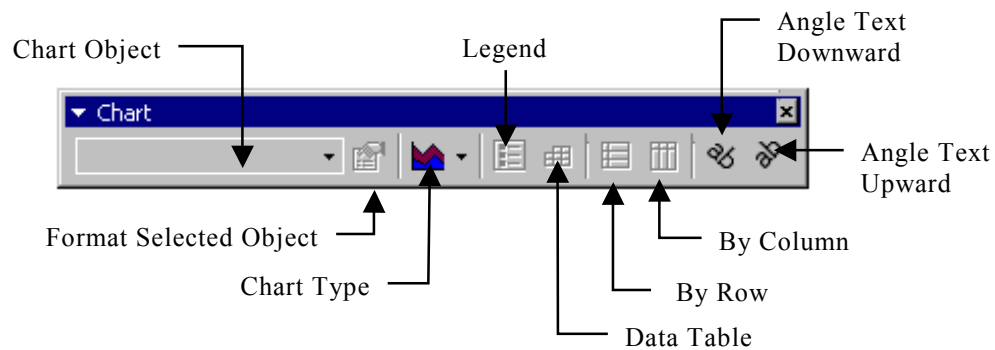 Angle Text
Downward
Legend
Chart Object
Chart
Angle Text
Upward
Format Selected Object
By Column
Chart Type
By Row
Data Table